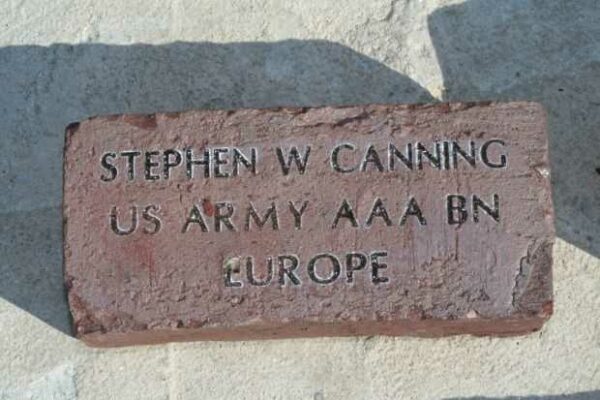 STEPHEN W CANNING
US ARMY AAA BN
EUROPE